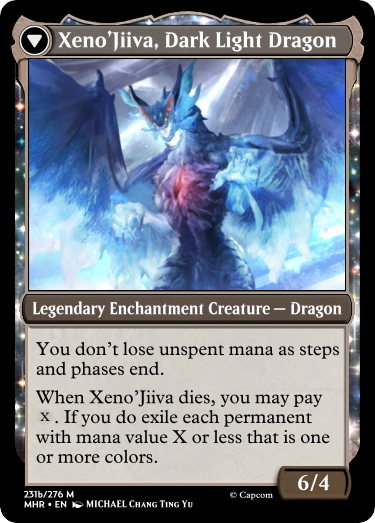 Xeno'Jiiva, Dark Light Dragon
Legendary Enchantment Creature — Dragon
You don't lose unspent mana as steps
and phases end.
When Xeno'Jiiva dies, you may pay
X. If you do exile each permanent
with mana value X or less that is one
or more colors.
6/4
231b/276 M
MHR • EN MICHAEL CHANG TING YU
© Capcom